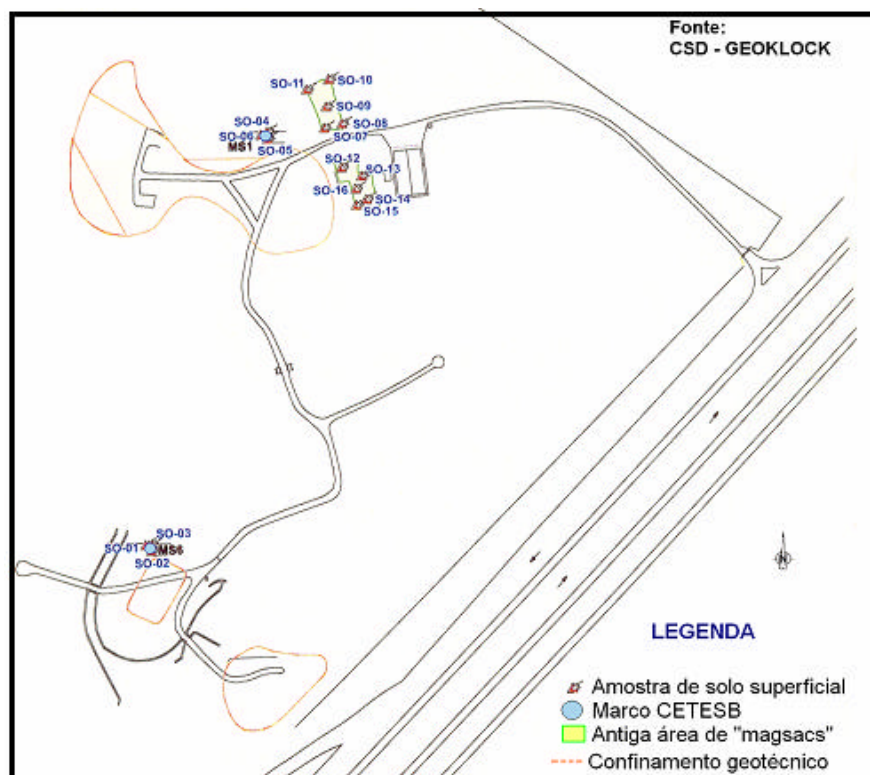 Fonte:
CSD - GEOKLOCK
SO-10
SO-11
SO-09
SO-04
SO-08
SO-06
SO-07
MS1
SO-05
SO-12
SO-13
SO-16
SO-14
SO-15
SO-03
SO-01
MS6
SO-02
N
LEGENDA
Amostra de solo superficial
Marco CETESB
Antiga área de "magsacs"
Confinamento geotécnico